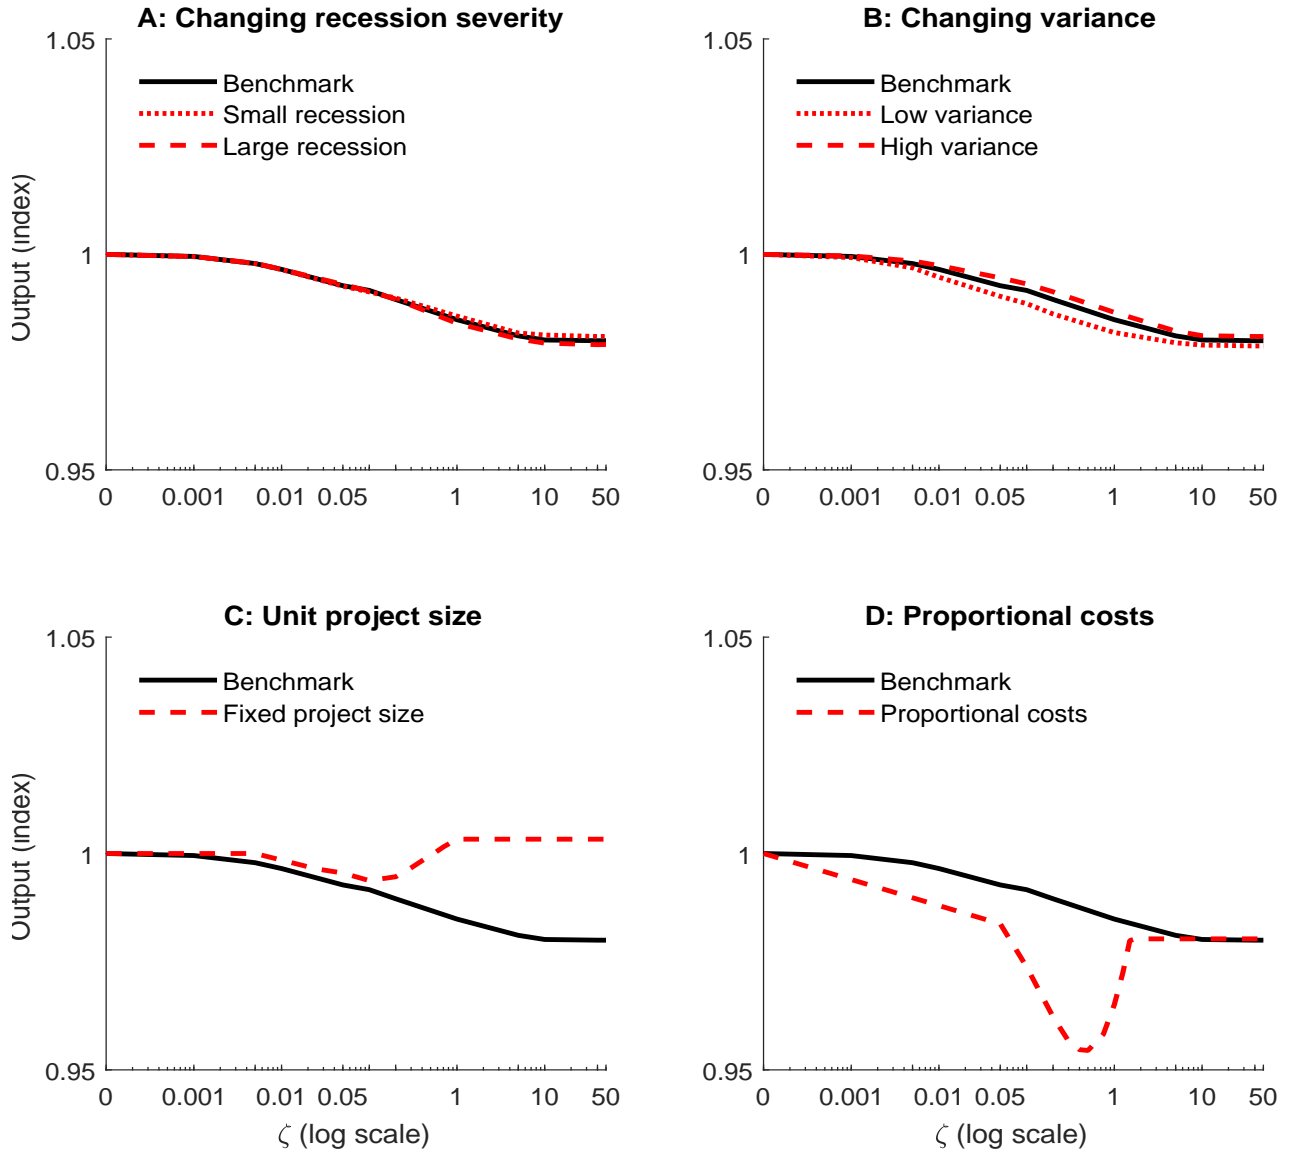 A: Changing recession severity
1.05
Benchmark
Small recession
Large recession
Output (index)
1
0.95
0 0.001 0.01 0.05 1 10 50
B: Changing variance
1.05
Benchmark
Low variance
High variance
1
0.95
0 0.001 0.01 0.05 1 10 50
C: Unit project size
1.05
Benchmark
Fixed project size
Output (index)
1
0.95
0 0.001 0.01 0.05 1 10 50
ζ (log scale)
D: Proportional costs
1.05
Benchmark
Proportional costs
1
0.95
0 0.001 0.01 0.05 1 10 50
ζ (log scale)